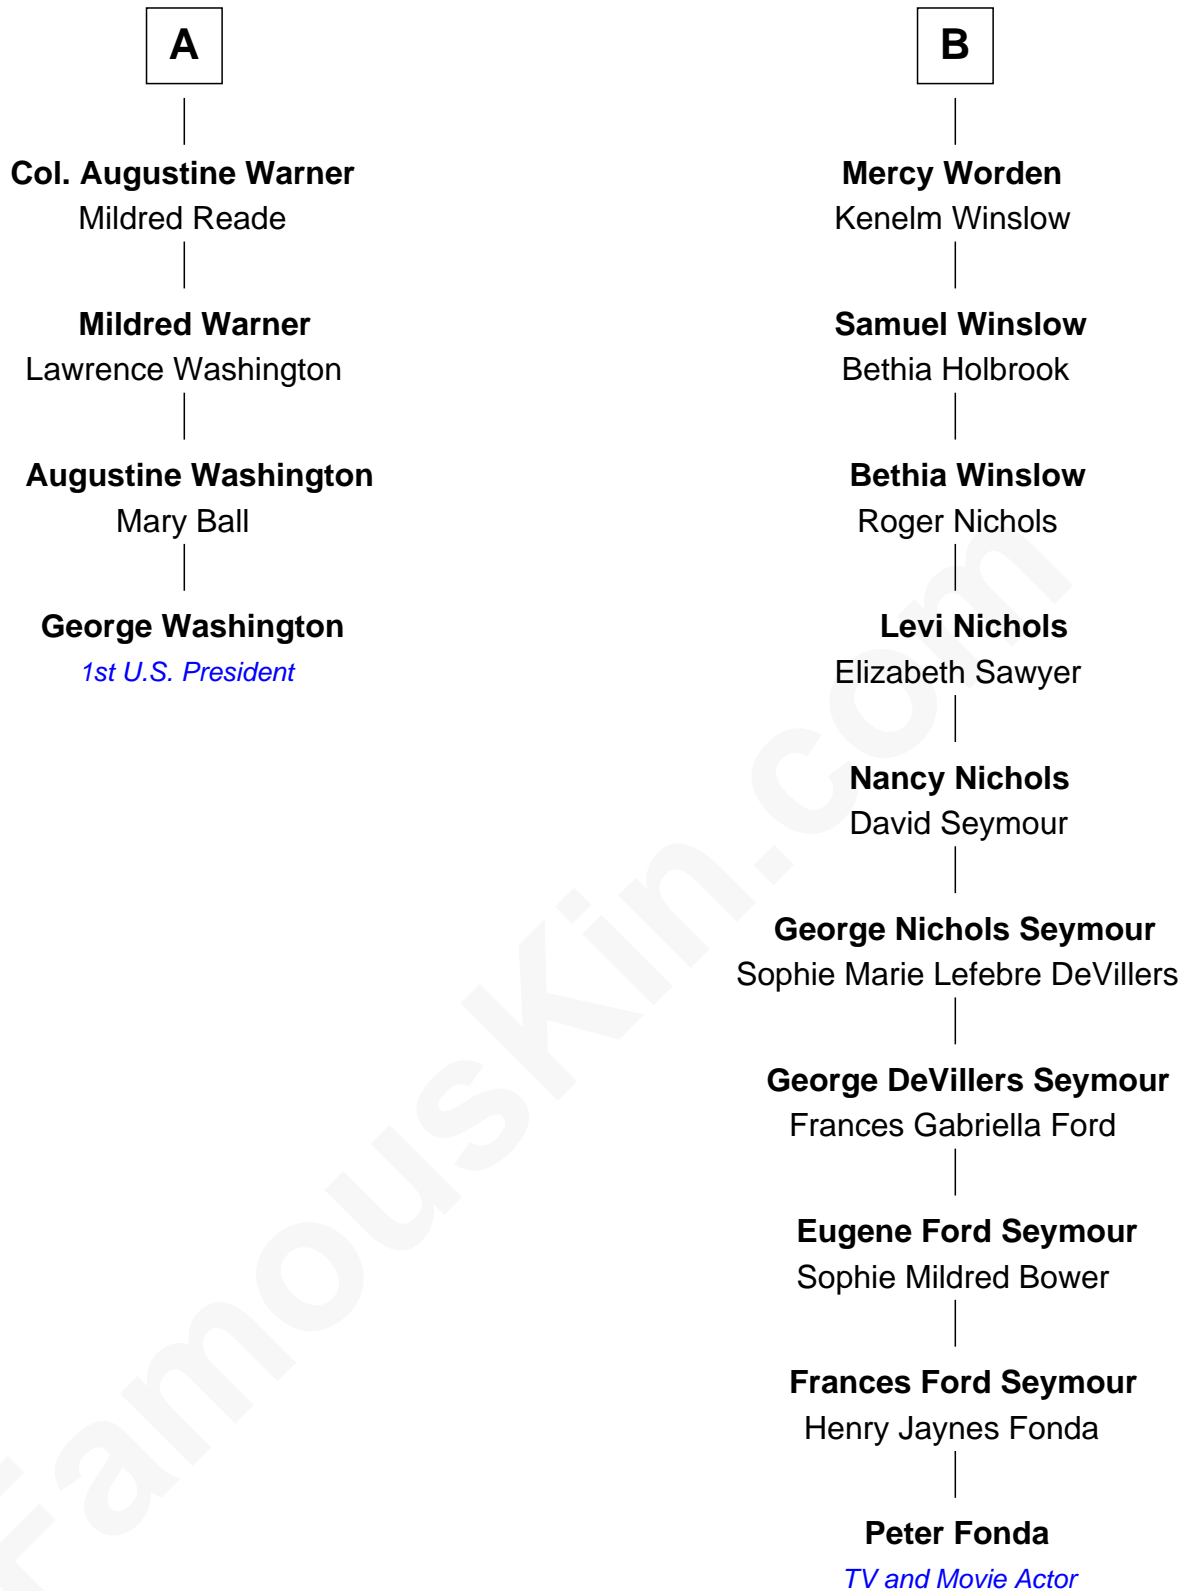 A
Col. Augustine Warner
Mildred Reade
Mildred Warner
Lawrence Washington
Augustine Washington
Mary Ball
George Washington
1st U.S. President
B
Mercy Worden
Kenelm Winslow
Samuel Winslow
Bethia Holbrook
Bethia Winslow
Roger Nichols
Levi Nichols
Elizabeth Sawyer
Nancy Nichols
David Seymour
George Nichols Seymour
Sophie Marie Lefebre DeVillers
George DeVillers Seymour
Frances Gabriella Ford
Eugene Ford Seymour
Sophie Mildred Bower
Frances Ford Seymour
Henry Jaynes Fonda
Peter Fonda
TV and Movie Actor
FamousKin.com